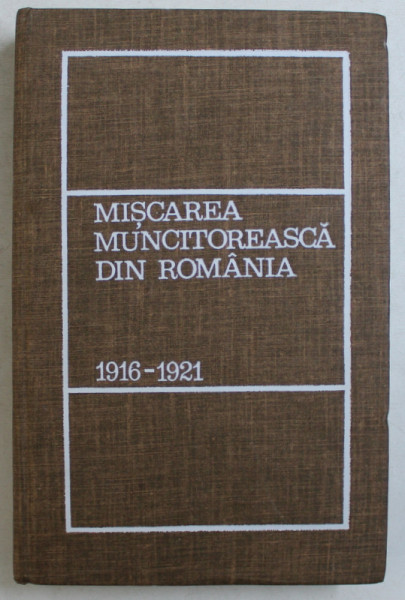 MIȘCAREA
MUNCITOREASCĂ
DIN ROMÂNIA
1916-1921